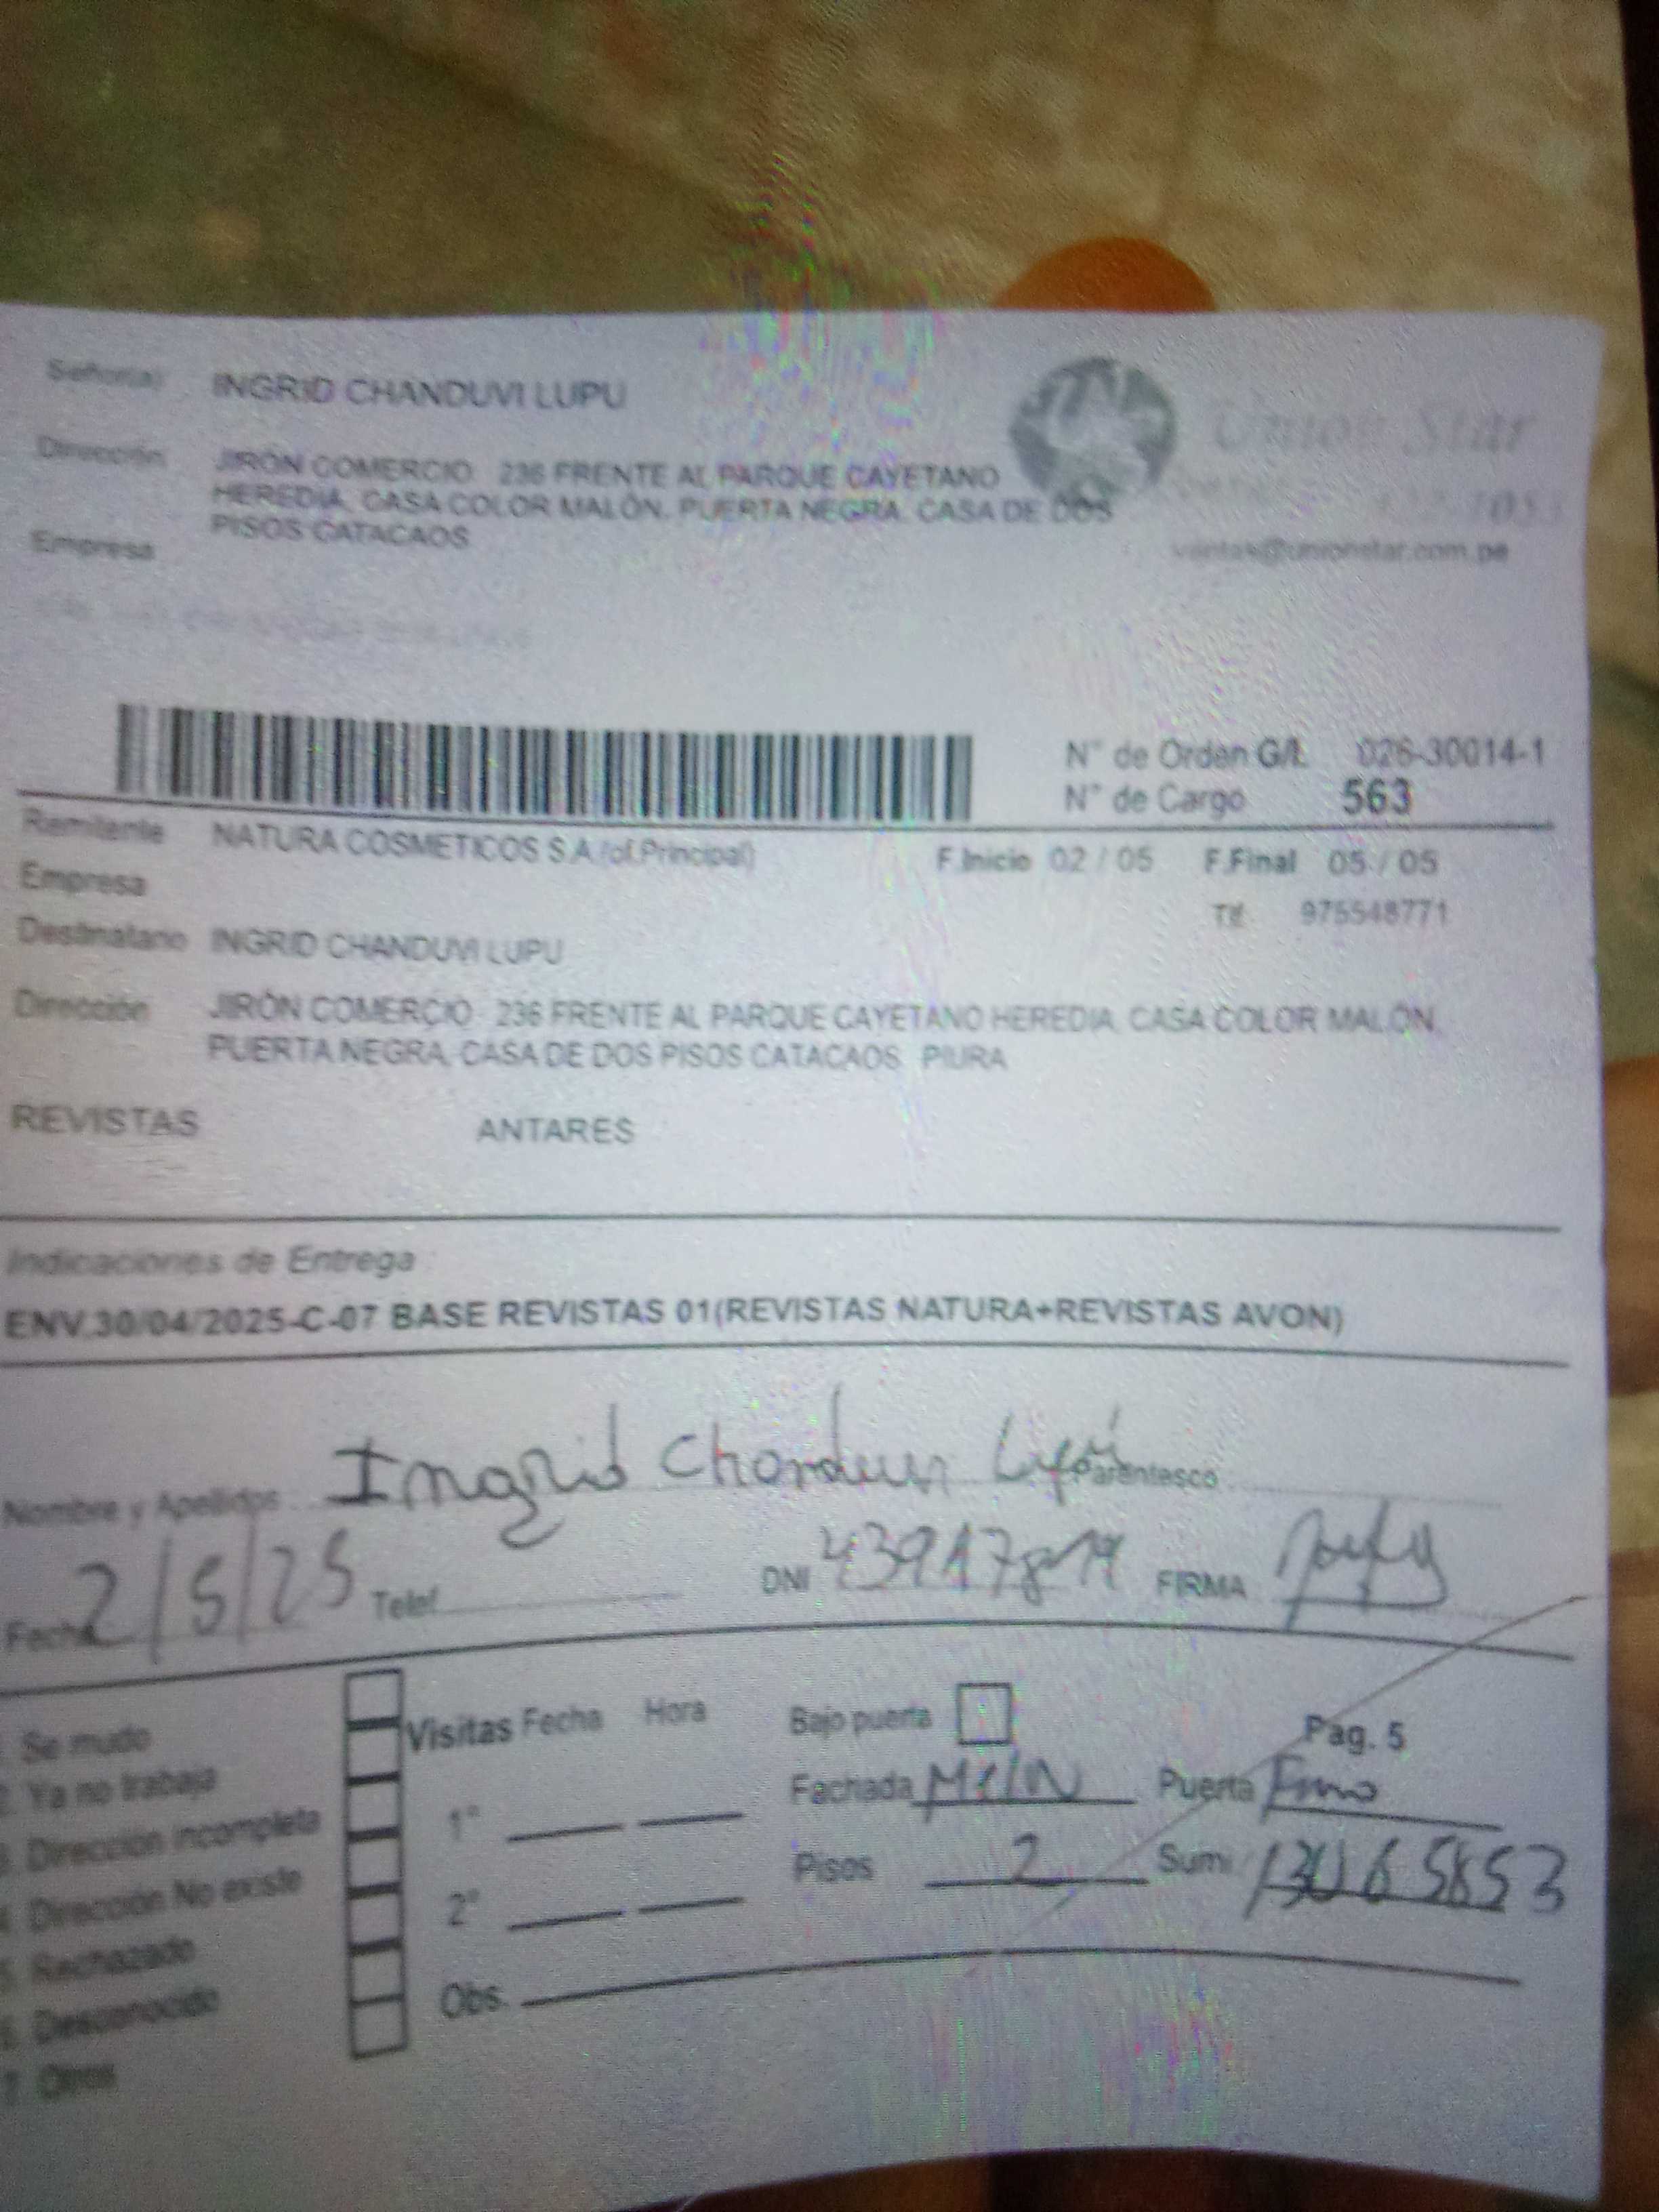 Señor(a) INGRID CHANDUVI LUPU
Union Star
Dirección JIRÓN COMERCIO 236 FRENTE AL PARQUE CAYETANO
HEREDIA. CASA COLOR MALÓN. PUERTA NEGRA. CASA DE DOS
PISOS CATACAOS
Empresa
ventas@unionstar.com.pe
N° de Orden G/L 026-30014-1
N° de Cargo 563
Remitente NATURA COSMETICOS S.A (of.Principal) F.Inicio 02 / 05 F.Final 05 / 05
Empresa
Tlf. 975548771
Destinatario INGRID CHANDUVI LUPU
Dirección JIRÓN COMERCIO 236 FRENTE AL PARQUE CAYETANO HEREDIA. CASA COLOR MALÓN.
PUERTA NEGRA. CASA DE DOS PISOS CATACAOS PIURA
REVISTAS ANTARES
Indicaciones de Entrega
ENV.30/04/2025-C-07 BASE REVISTAS 01(REVISTAS NATURA+REVISTAS AVON)
Nombre y Apellidos Ingrid Parentesco
Fecha 2/5/25 Telef. DNI FIRMA
Se mudo
Ya no trabaja
Dirección incompleta
Dirección No existe
Rechazado
Desconocido
Otros
Visitas Fecha Hora
1°
2°
Obs.
Bajo puerta
Pag. 5
Fachada Puerta
Pisos 2 Sumi